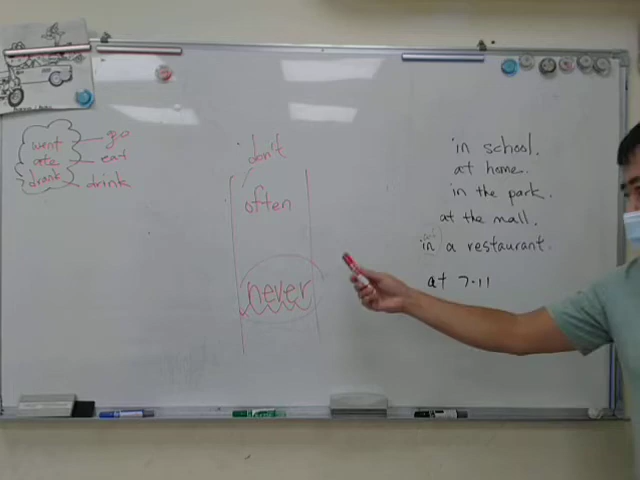 went go
ate eat
drank drink
don't
often
never
in school.
at home.
in the park.
at the mall.
in a restaurant.
at 7-11